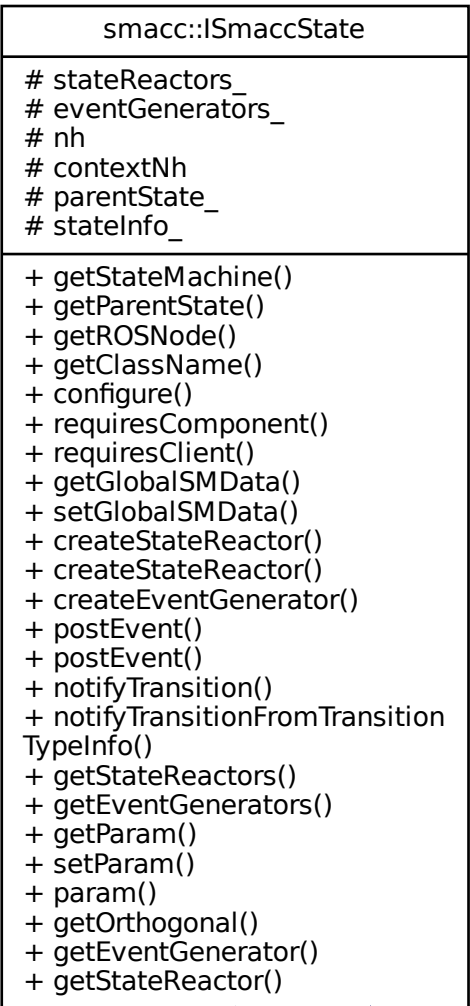 smacc::ISmaccState
# stateReactors_
# eventGenerators_
# nh
# contextNh
# parentState_
# stateInfo_
+ getStateMachine()
+ getParentState()
+ getROSNode()
+ getClassName()
+ configure()
+ requiresComponent()
+ requiresClient()
+ getGlobalSMData()
+ setGlobalSMData()
+ createStateReactor()
+ createStateReactor()
+ createEventGenerator()
+ postEvent()
+ postEvent()
+ notifyTransition()
+ notifyTransitionFromTransition
TypeInfo()
+ getStateReactors()
+ getEventGenerators()
+ getParam()
+ setParam()
+ param()
+ getOrthogonal()
+ getEventGenerator()
+ getStateReactor()